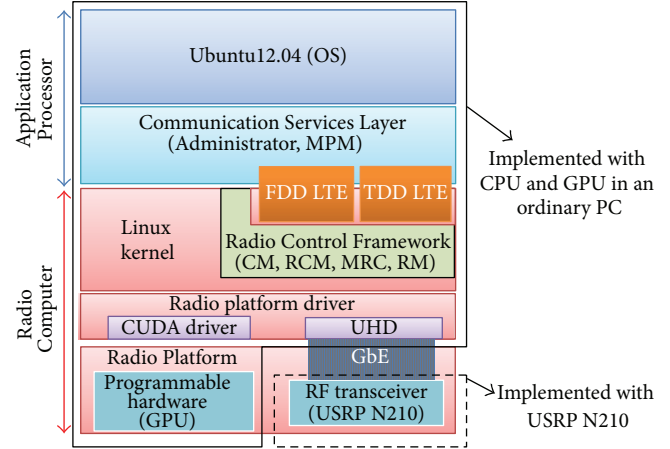 Application
Processor
Ubuntu12.04 (OS)
Communication Services Layer
(Administrator, MPM)
FDD LTE
TDD LTE
Implemented with
CPU and GPU in an
ordinary PC
Radio
Computer
Linux
kernel
Radio Control Framework
(CM, RCM, MRC, RM)
Radio platform driver
CUDA driver
UHD
Radio Platform
GbE
Programmable
hardware
(GPU)
RF transceiver
(USRP N210)
Implemented with
USRP N210